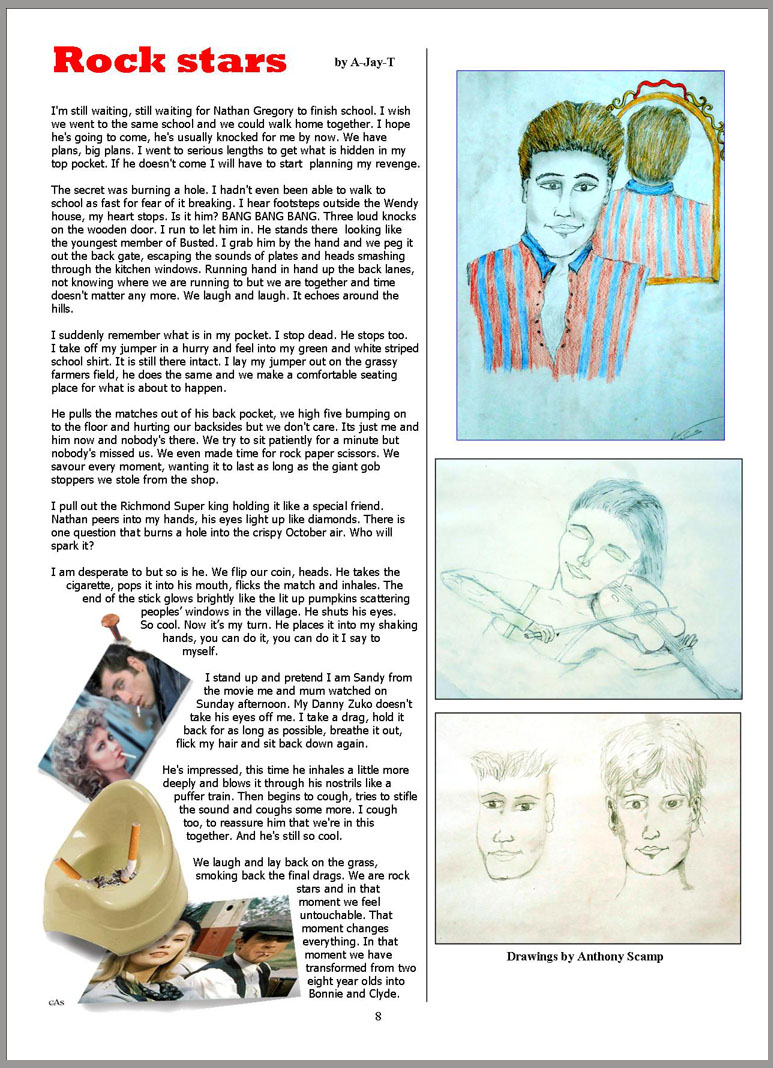 Rock stars
by A-Jay-T
I'm still waiting, still waiting for Nathan Gregory to finish school. I wish
we went to the same school and we could walk home together. I hope
he's going to come, he's usually knocked for me by now. We have
plans, big plans. I went to serious lengths to get what is hidden in my
top pocket. If he doesn't come I will have to start  planning my revenge.
The secret was burning a hole. I hadn't even been able to walk to
school as fast for fear of it breaking. I hear footsteps outside the Wendy
house, my heart stops. Is it him? BANG BANG BANG. Three loud knocks
on the wooden door. I run to let him in. He stands there  looking like
the youngest member of Busted. I grab him by the hand and we peg it
out the back gate, escaping the sounds of plates and heads smashing
through the kitchen windows. Running hand in hand up the back lanes,
not knowing where we are running to but we are together and time
doesn't matter any more. We laugh and laugh. It echoes around the
hills.
I suddenly remember what is in my pocket. I stop dead. He stops too.
I take off my jumper in a hurry and feel into my green and white striped
school shirt. It is still there intact. I lay my jumper out on the grassy
farmers field, he does the same and we make a comfortable seating
place for what is about to happen.
He pulls the matches out of his back pocket, we high five bumping on
to the floor and hurting our backsides but we don't care. Its just me and
him now and nobody's there. We try to sit patiently for a minute but
nobody's missed us. We even made time for rock paper scissors. We
savour every moment, wanting it to last as long as the giant gob
stoppers we stole from the shop.
I pull out the Richmond Super king holding it like a special friend.
Nathan peers into my hands, his eyes light up like diamonds. There is
one question that burns a hole into the crispy October air. Who will
spark it?
I am desperate to but so is he. We flip our coin, heads. He takes the
cigarette, pops it into his mouth, flicks the match and inhales. The
end of the stick glows brightly like the lit up pumpkins scattering
peoples’ windows in the village. He shuts his eyes.
So cool. Now it’s my turn. He places it into my shaking
hands, you can do it, you can do it I say to
myself.
I stand up and pretend I am Sandy from
the movie me and mum watched on
Sunday afternoon. My Danny Zuko doesn't
take his eyes off me. I take a drag, hold it
back for as long as possible, breathe it out,
flick my hair and sit back down again.
He's impressed, this time he inhales a little more
deeply and blows it through his nostrils like a
puffer train. Then begins to cough, tries to stifle
the sound and coughs some more. I cough
too, to reassure him that we're in this
together. And he's still so cool.
We laugh and lay back on the grass,
smoking back the final drags. We are rock
stars and in that
moment we feel
untouchable. That
moment changes
everything. In that
moment we have
transformed from two
eight year olds into
Bonnie and Clyde.
cAs
Drawings by Anthony Scamp
8